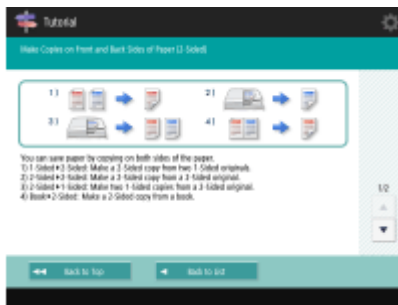 Tutorial
Make Copies on Front and Back Sides of Paper (2-Sided)
1)
2)
3)
4)
You can save paper by copying on both sides of the paper.
1) 1-Sided▶2-Sided: Make a 2-Sided copy from two 1-Sided originals.
2) 2-Sided▶2-Sided: Make a 2-Sided copy from a 2-Sided original.
3) 2-Sided▶1-Sided: Make two 1-Sided copies from a 2-Sided original.
4) Book▶2-Sided: Make a 2-Sided copy from a book.
1/2
Back to Top
Back to List